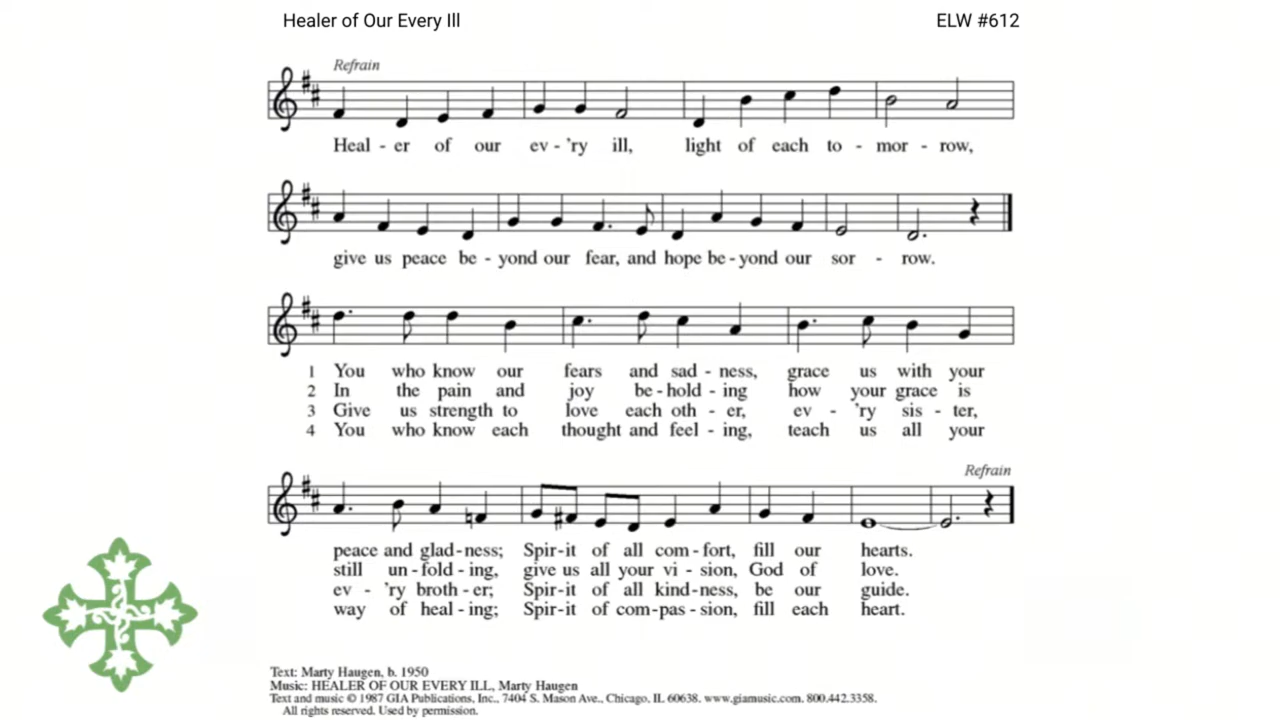 Healer of Our Every Ill ELW #612
Refrain
Heal - er of our ev - 'ry ill, light of each to - mor - row,
give us peace be - yond our fear, and hope be - yond our sor - row.
1 You who know our fears and sad - ness, grace us with your
2 In the pain and joy be - hold - ing how your grace is
3 Give us strength to love each oth - er, ev - 'ry sis - ter,
4 You who know each thought and feel - ing, teach us all your
Refrain
peace and glad - ness; Spir - it of all com - fort, fill our hearts.
still un - fold - ing, give us all your vi - sion, God of love.
ev - 'ry broth - er; Spir - it of all kind - ness, be our guide.
way of heal - ing; Spir - it of com - pas - sion, fill each heart.
Text: Marty Haugen, b. 1950
Music: HEALER OF OUR EVERY ILL, Marty Haugen
Text and music © 1987 GIA Publications, Inc., 7404 S. Mason Ave., Chicago, IL 60638. www.giamusic.com. 800.442.3358.
All rights reserved. Used by permission.